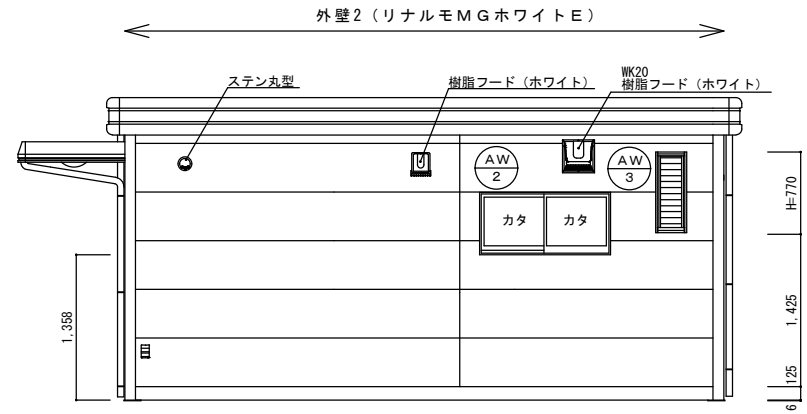 外壁2（リナルモＭＧホワイトＥ）
ステン丸型
樹脂フード（ホワイト）
WK20
樹脂フード（ホワイト）
ＡＷ
2
ＡＷ
3
カタ
カタ
H=770
1,358
1,425
125
6